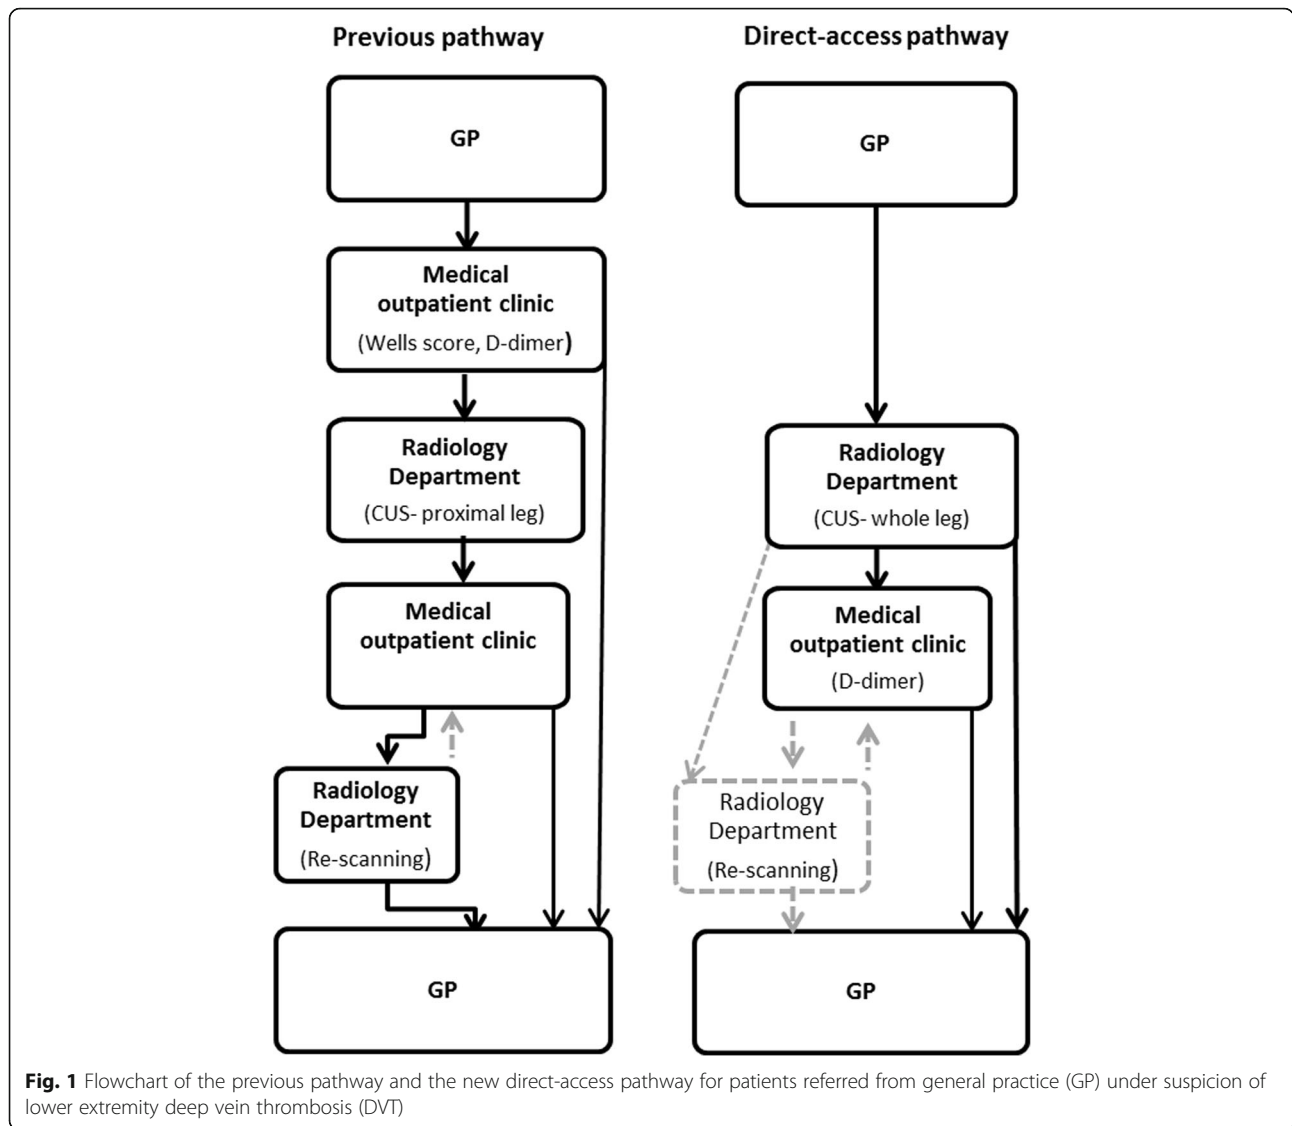 Previous pathway
GP
Medical
outpatient clinic
(Wells score, D-dimer)
Radiology
Department
(CUS- proximal leg)
Medical
outpatient clinic
Radiology
Department
(Re-scanning)
GP
Direct-access pathway
GP
Radiology
Department
(CUS- whole leg)
Medical
outpatient clinic
(D-dimer)
Radiology
Department
(Re-scanning)
GP
Fig. 1 Flowchart of the previous pathway and the new direct-access pathway for patients referred from general practice (GP) under suspicion of
lower extremity deep vein thrombosis (DVT)